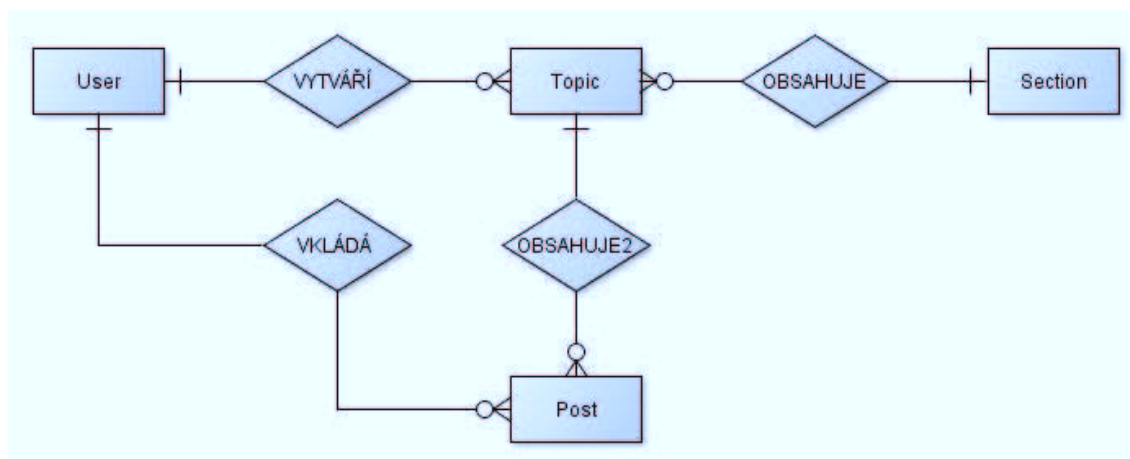 User
VYTVÁŘÍ
Topic
OBSAHUJE
Section
VKLÁDÁ
OBSAHUJE2
Post